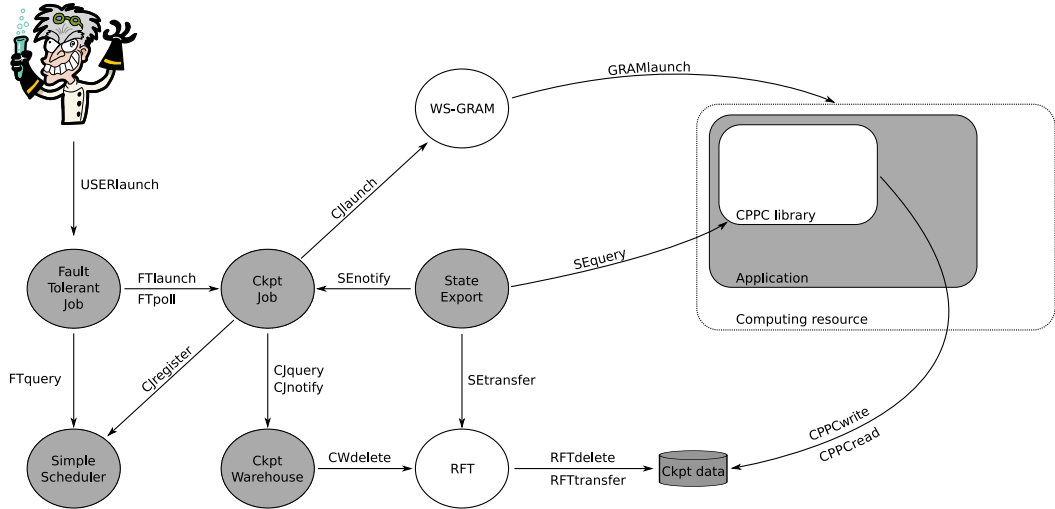 GRAMlaunch
WS-GRAM
USERlaunch
CJlaunch
CPPC library
SEquery
Fault
Tolerant
Job
FTlaunch
FTpoll
Ckpt
Job
SEnotify
State
Export
Application
Computing resource
FTquery
CJregister
CJquery
CJnotify
SEtransfer
CPPCwrite
CPPCread
Simple
Scheduler
Ckpt
Warehouse
CWdelete
RFT
RFTdelete
RFTtransfer
Ckpt data